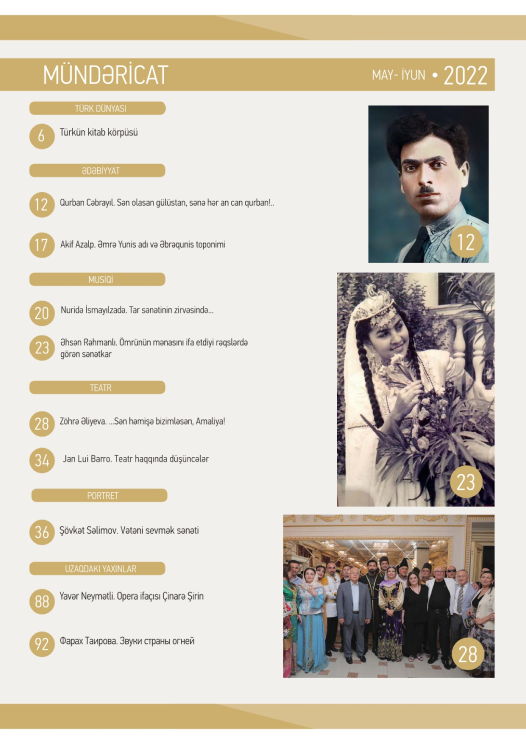 MÜNDƏRİCAT
MAY- İYUN • 2022
TÜRK DÜNYASI
6 Türkün kitab körpüsü
ƏDƏBİYYAT
12 Qurban Cəbrayıl. Sən olasan gülüstan, sənə hər an can qurban!..
17 Akif Azalp. Əmrə Yunis adı və Əbrəqunis toponimi
MUSİQİ
20 Nuridə İsmayılzadə. Tar sənətinin zirvəsində...
23 Əhsən Rəhmanlı. Ömrünün mənasını ifa etdiyi rəqslərdə
görən sənətkar
TEATR
28 Zöhrə Əliyeva. ...Sən həmişə bizimləsən, Amaliya!
34 Jan Lui Barro. Teatr haqqında düşüncələr
PORTRET
36 Şövkət Səlimov. Vətəni sevmək sənəti
UZAQDAKI YAXINLAR
88 Yavər Neymətli. Opera ifaçısı Çinarə Şirin
92 Фарах Таирова. Звуки страны огней
12
23
28